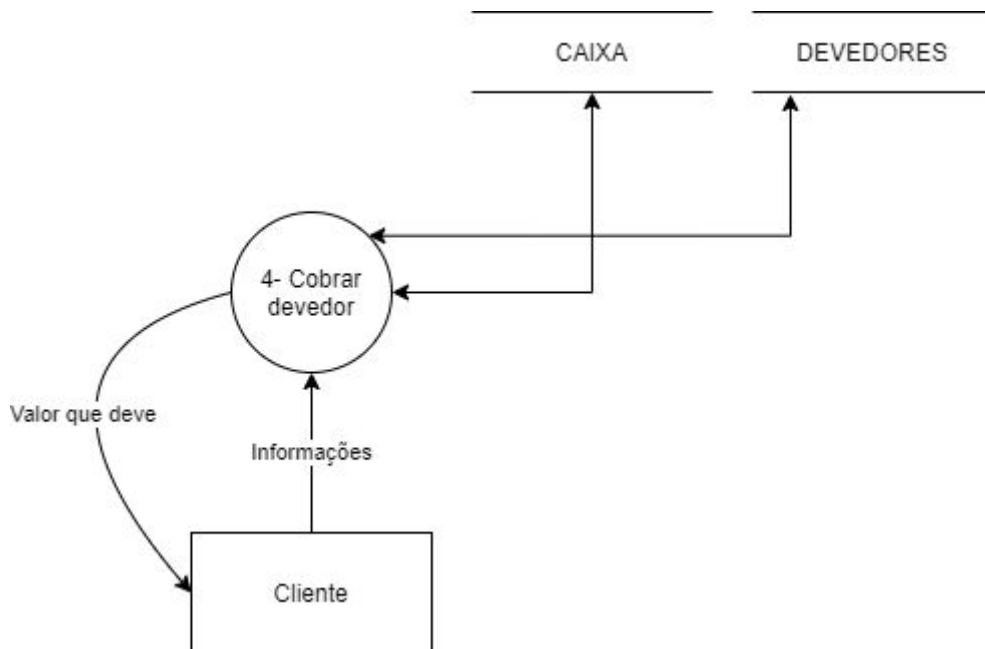 CAIXA
DEVEDORES
4- Cobrar
devedor
Valor que deve
Informações
Cliente